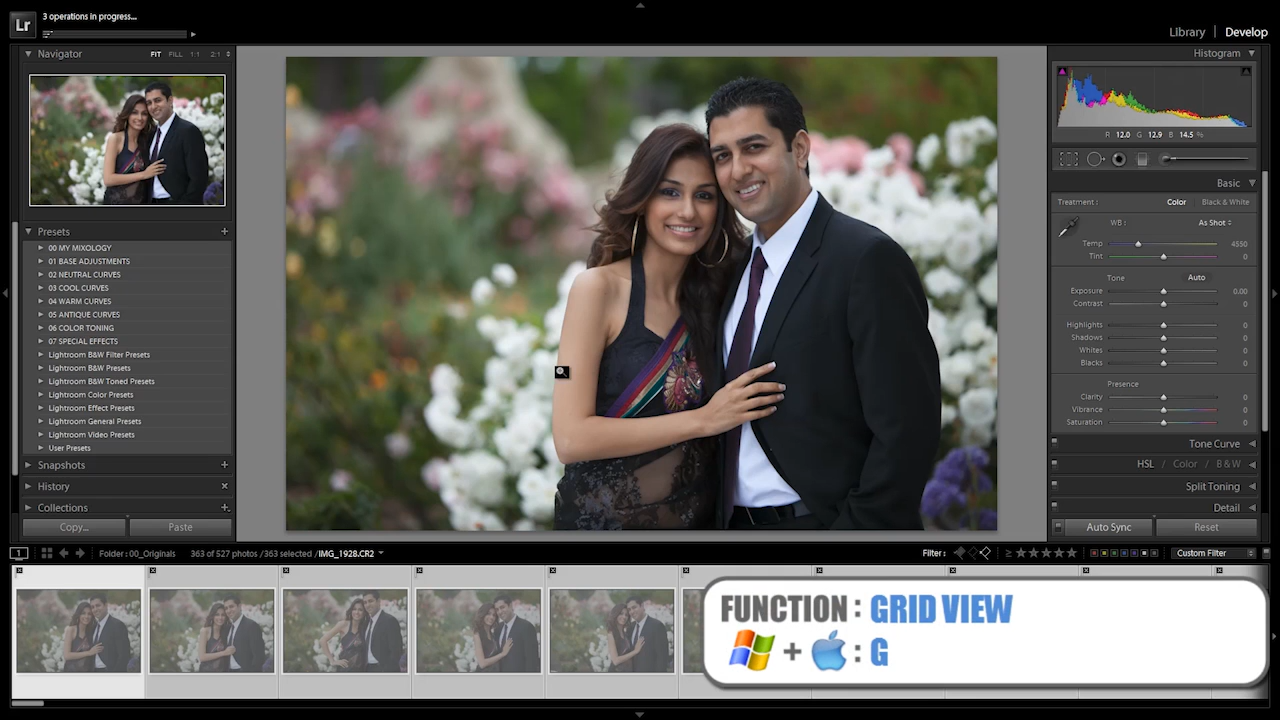 Lr
3 operations in progress...
Library | Develop
Navigator FIT FILL 1:1 2:1
Histogram
R 12.0 G 12.9 B 14.5 %
Presets +
00 MY MIXOLOGY
01 BASE ADJUSTMENTS
02 NEUTRAL CURVES
03 COOL CURVES
04 WARM CURVES
05 ANTIQUE CURVES
06 COLOR TONING
07 SPECIAL EFFECTS
Lightroom B&W Filter Presets
Lightroom B&W Presets
Lightroom B&W Toned Presets
Lightroom Color Presets
Lightroom Effect Presets
Lightroom General Presets
Lightroom Video Presets
User Presets
Snapshots +
History ×
Collections +
Copy... Paste
Basic
Treatment : Color Black & White
WB : As Shot
Temp 4550
Tint 0
Tone Auto
Exposure 0.00
Contrast 0
Highlights 0
Shadows 0
Whites 0
Blacks 0
Presence
Clarity 0
Vibrance 0
Saturation 0
Tone Curve
HSL / Color / B & W
Split Toning
Detail
Auto Sync Reset
1 Folder : 00_Originals 363 of 527 photos /363 selected /IMG_1928.CR2 Filter : ≥ ★★★★★ Custom Filter
FUNCTION : GRID VIEW
+ : G